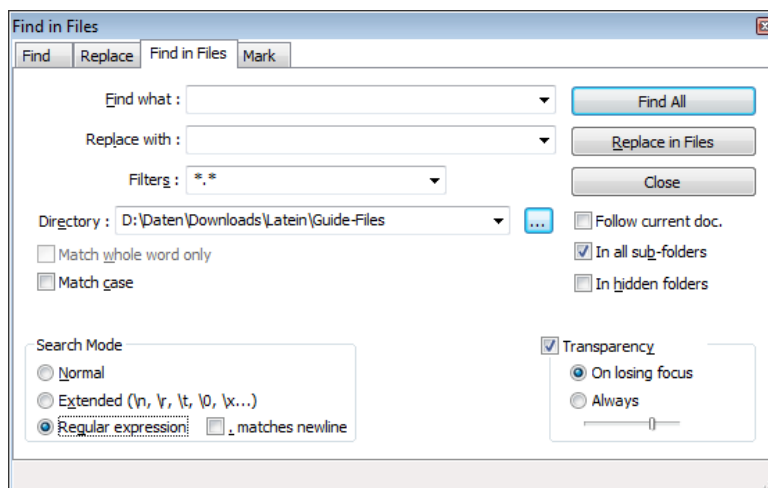 Find in Files
Find Replace Find in Files Mark
Find what : Find All
Replace with : Replace in Files
Filters : *.* Close
Directory : D:\Daten\Downloads\Latein\Guide-Files ... Follow current doc.
Match whole word only In all sub-folders
Match case In hidden folders
Search Mode Transparency
Normal On losing focus
Extended (\n, \r, \t, \0, \x...) Always
Regular expression . matches newline